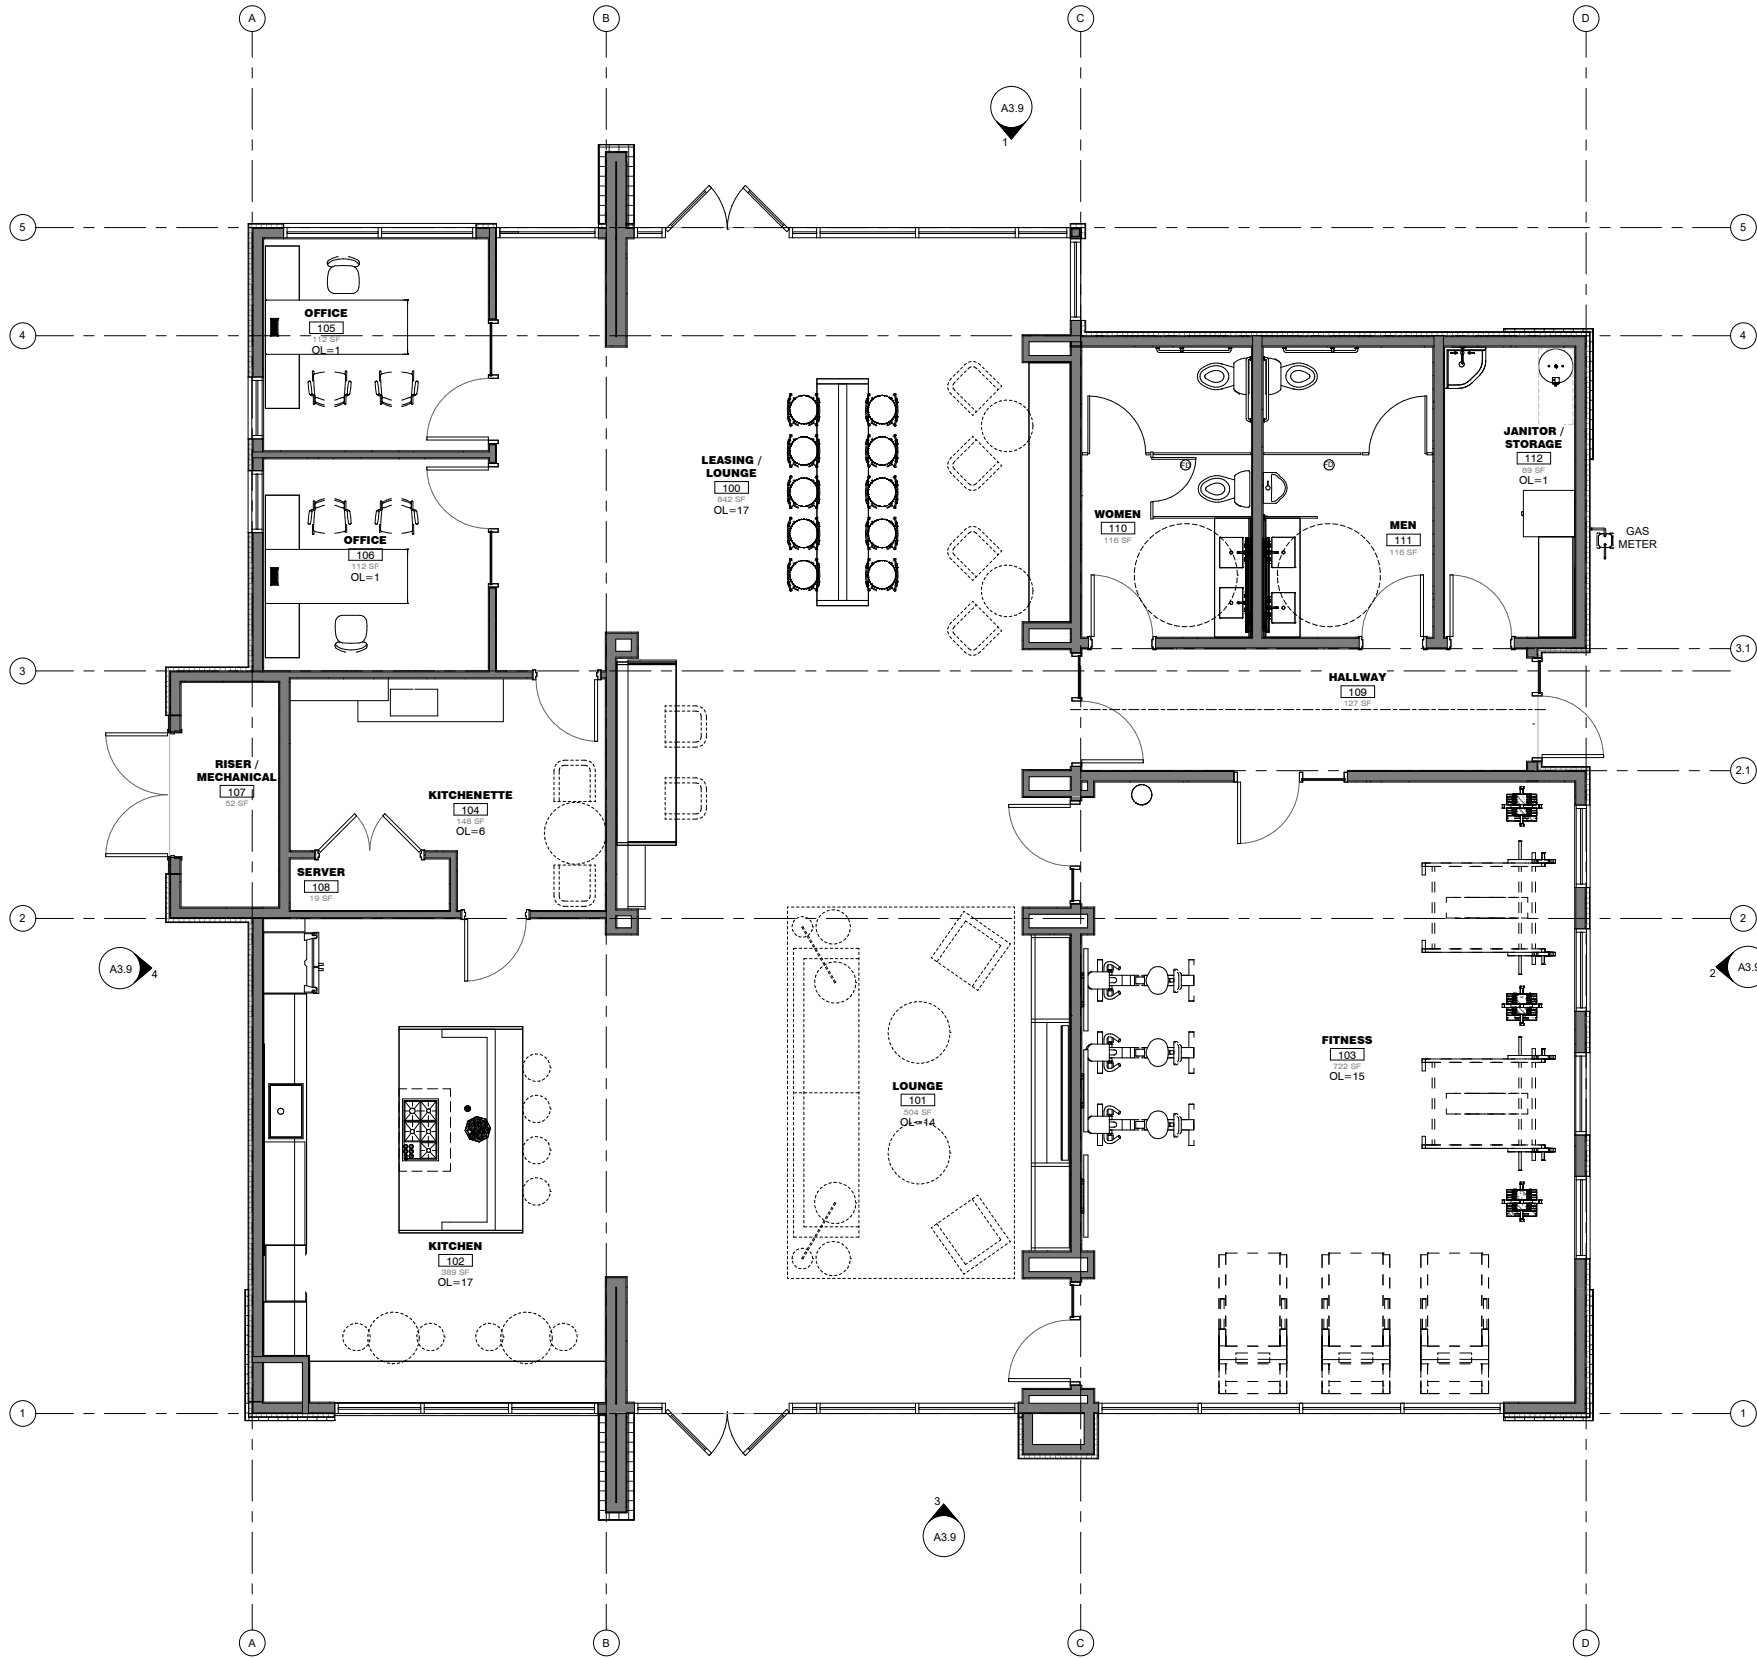 A
B
C
D
A3.9
1
5
5
OFFICE
105
112 SF
OL=1
4
4
LEASING /
LOUNGE
100
842 SF
OL=17
JANITOR /
STORAGE
112
89 SF
OL=1
FD
FD
WOMEN
110
116 SF
MEN
111
116 SF
GAS
METER
OFFICE
106
112 SF
OL=1
3
3.1
HALLWAY
109
127 SF
RISER /
MECHANICAL
107
52 SF
KITCHENETTE
104
148 SF
OL=6
2.1
SERVER
108
19 SF
2
2
A3.9
4
2
A3.9
FITNESS
103
722 SF
OL=15
LOUNGE
101
504 SF
OL=14
KITCHEN
102
389 SF
OL=17
1
1
3
A3.9
A
B
C
D